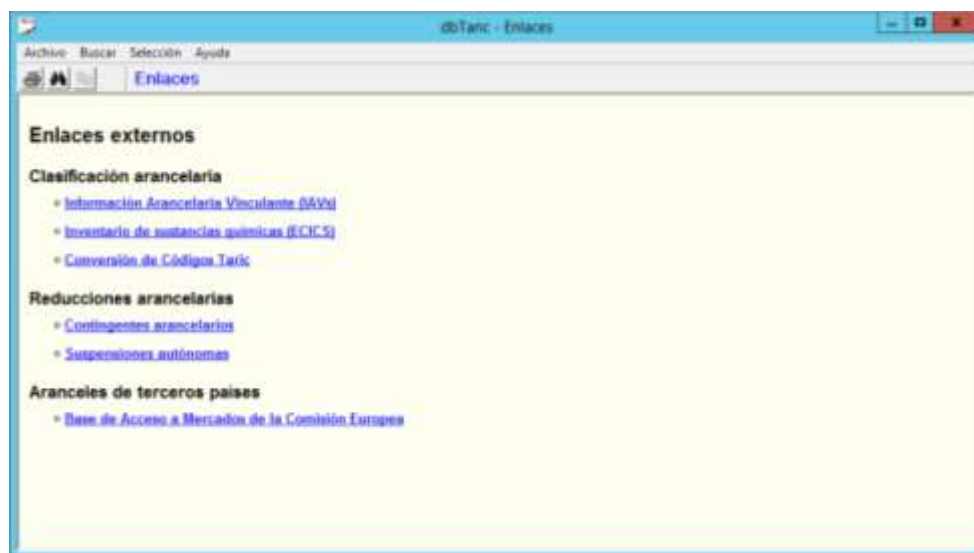 dbTaric - Enlaces
Archivo Buscar Selección Ayuda
Enlaces
Enlaces externos
Clasificación arancelaria
Información Arancelaria Vinculante (IAVs)
Inventario de sustancias químicas (ECICS)
Conversión de Códigos Taric
Reducciones arancelarias
Contingentes arancelarios
Suspensiones autónomas
Aranceles de terceros países
Base de Acceso a Mercados de la Comisión Europea